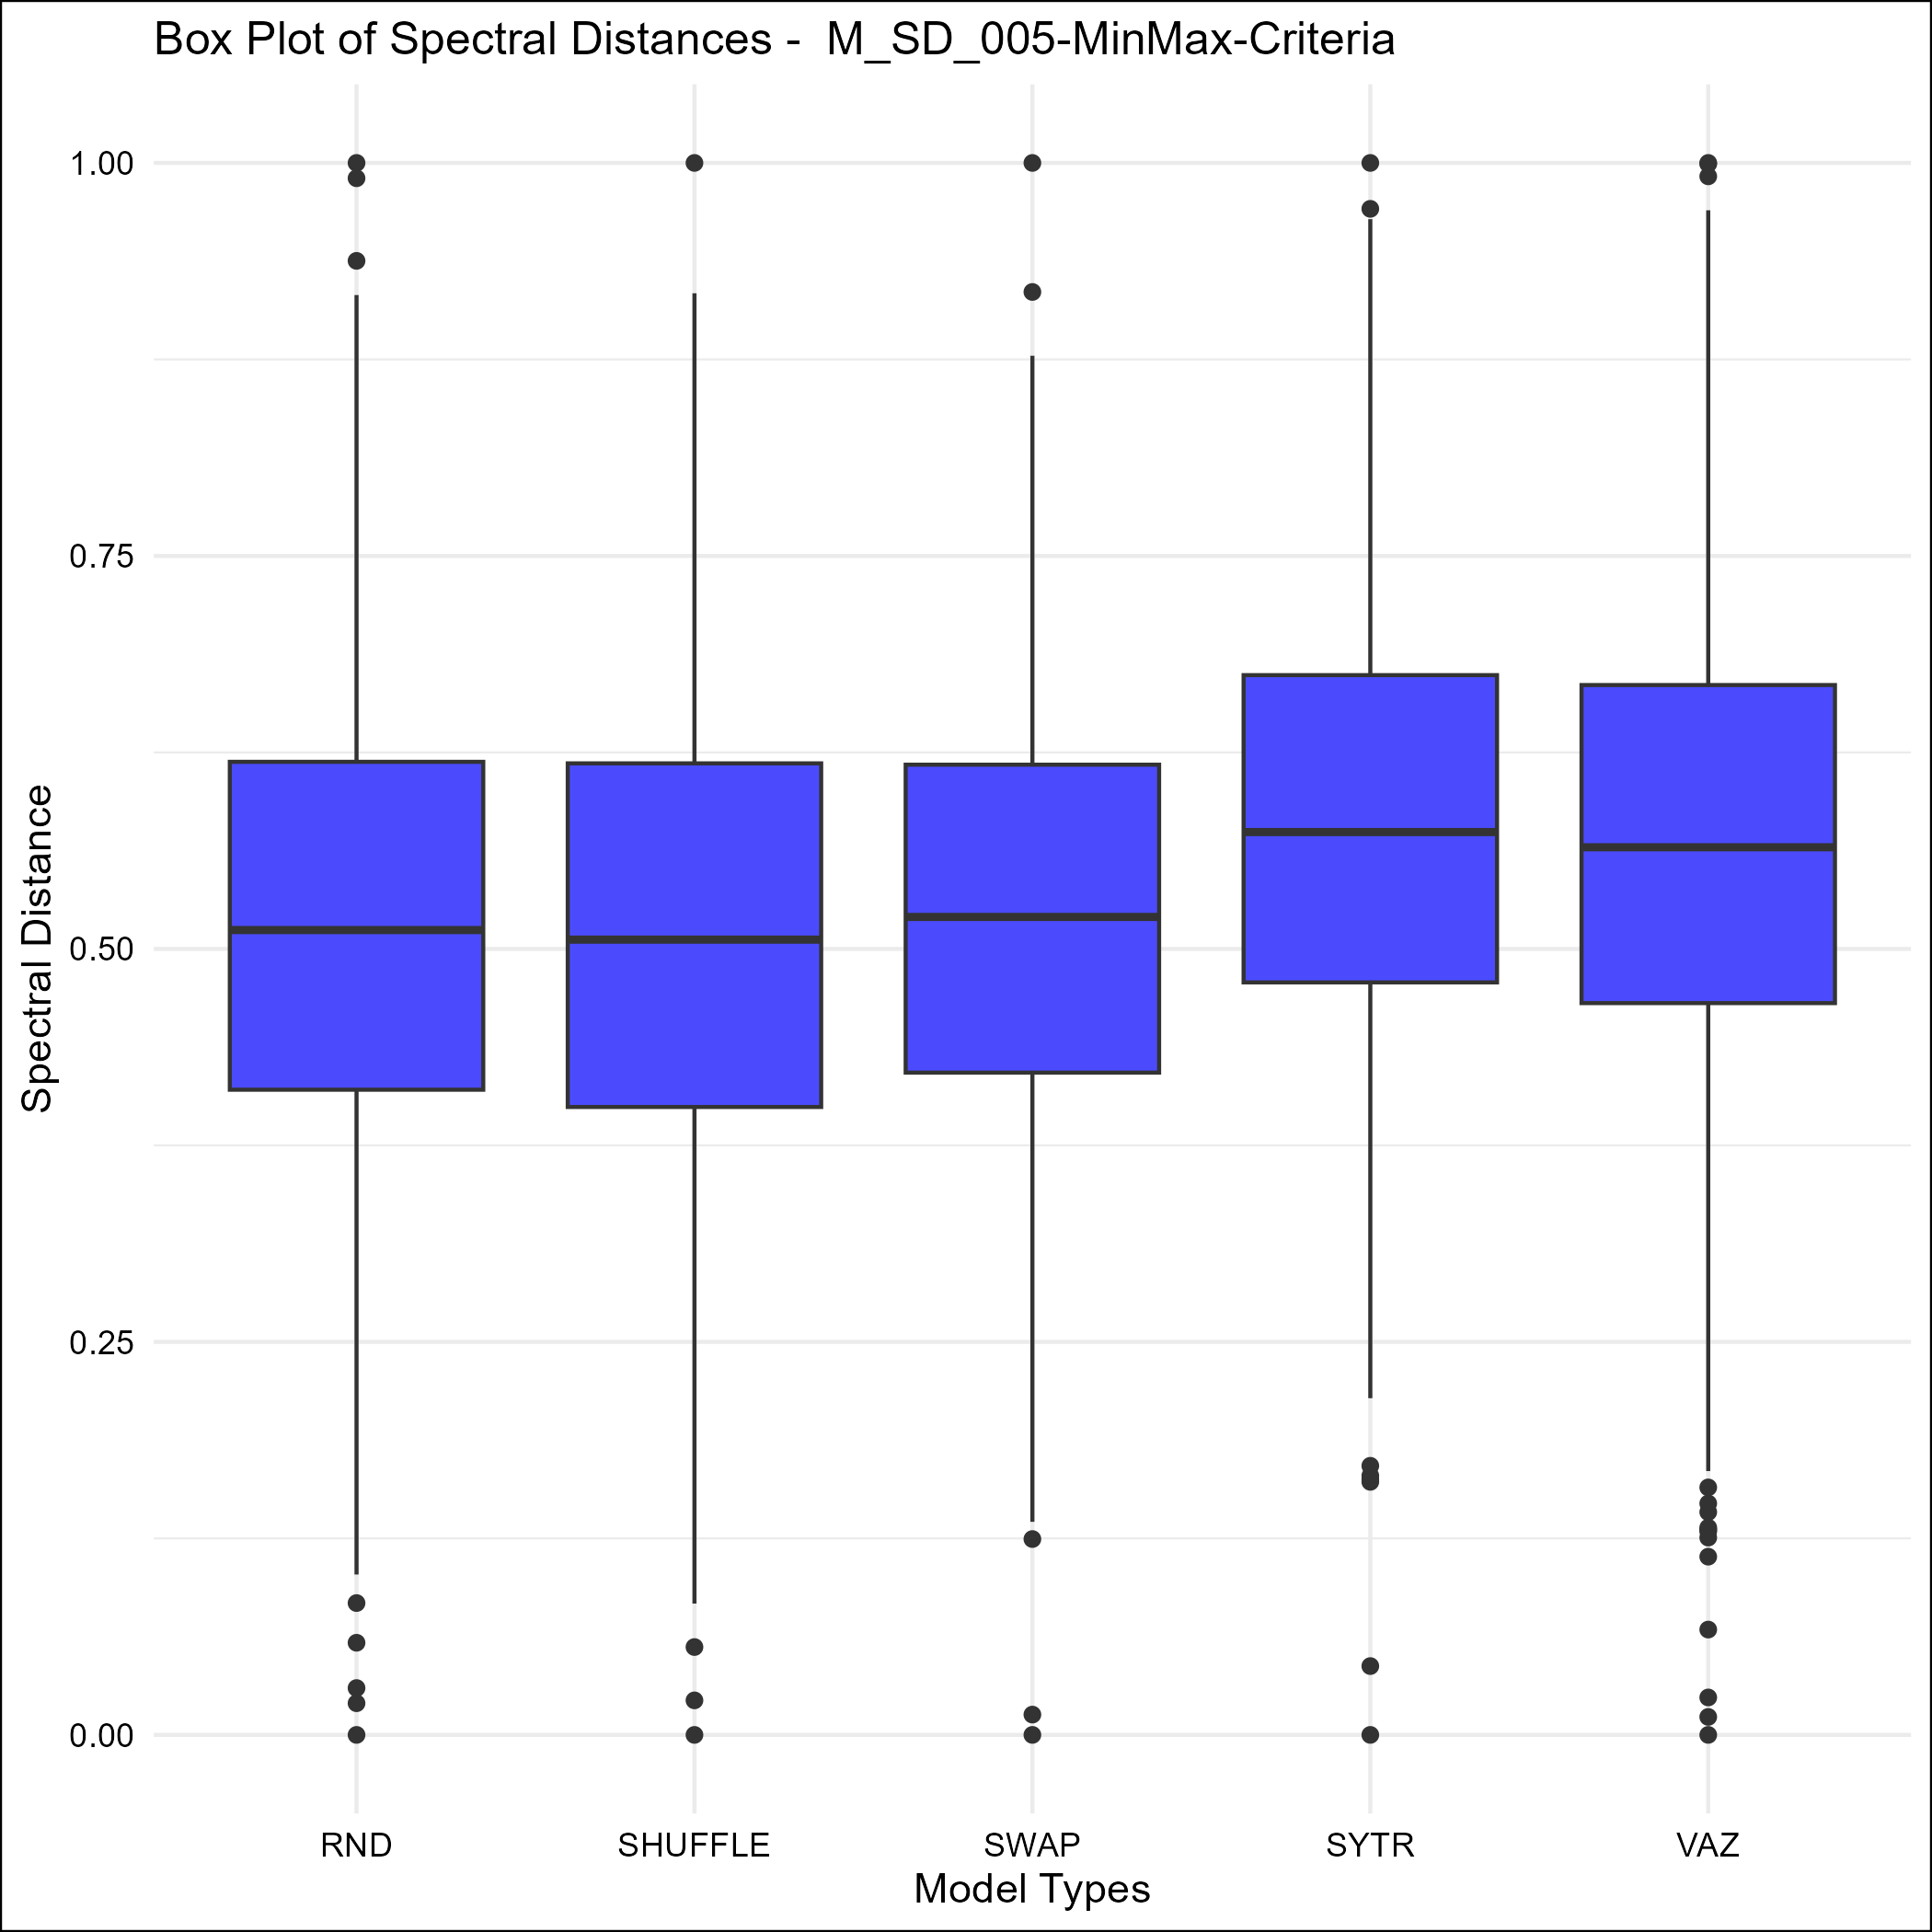 Box Plot of Spectral Distances -  M_SD_005-MinMax-Criteria
1.00
0.75
0.50
0.25
0.00
Spectral Distance
RND
SHUFFLE
SWAP
SYTR
VAZ
Model Types